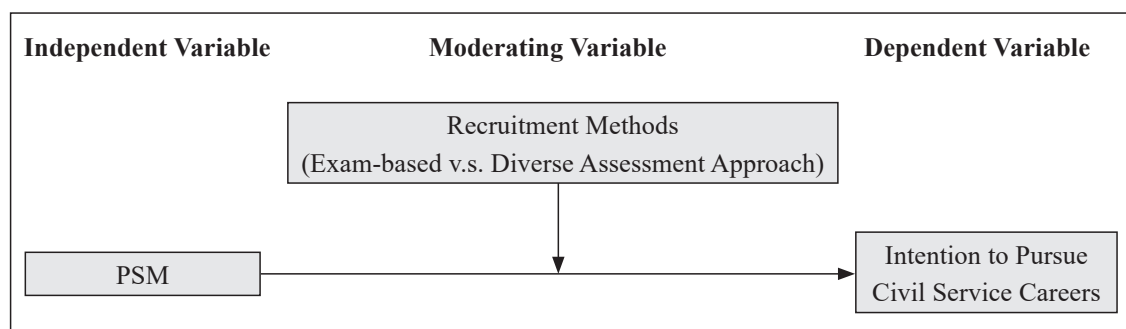 Independent Variable
Moderating Variable
Dependent Variable
Recruitment Methods
(Exam-based v.s. Diverse Assessment Approach)
PSM
Intention to Pursue
Civil Service Careers